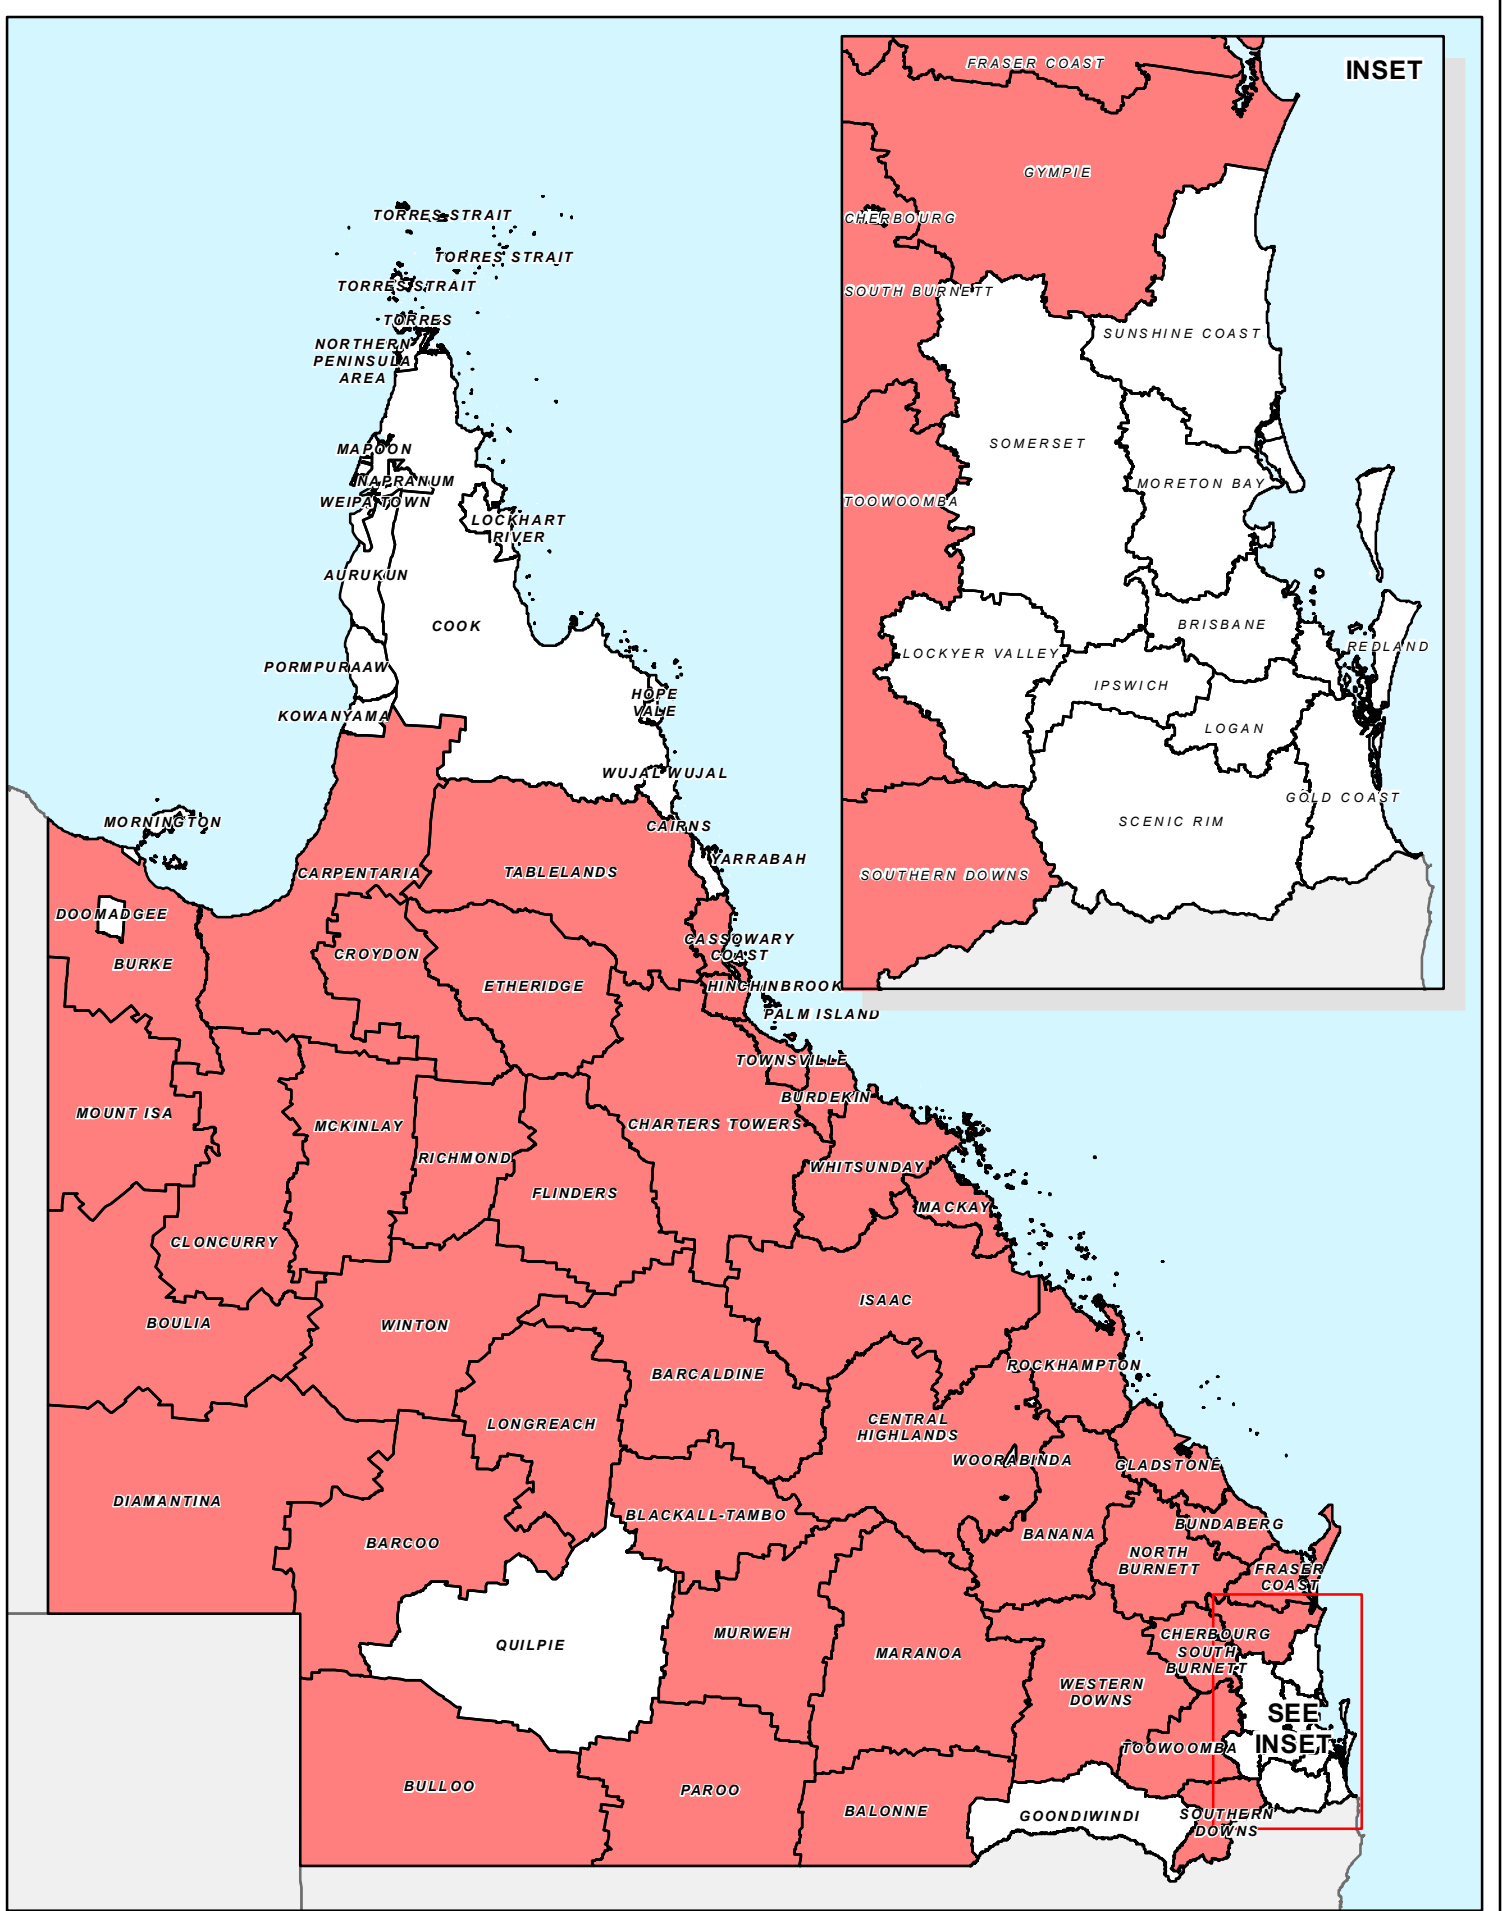 INSET
FRASER COAST
GYMPIE
CHERBOURG
SOUTH BURNETT
SUNSHINE COAST
SOMERSET
MORETON BAY
TOOWOOMBA
BRISBANE
REDLAND
LOCKYER VALLEY
IPSWICH
LOGAN
GOLD COAST
SCENIC RIM
SOUTHERN DOWNS
TORRES STRAIT
TORRES STRAIT
TORRES STRAIT
TORRES
NORTHERN
PENINSULA
AREA
MAPOON
NAPRANUM
WEIPA TOWN
LOCKHART
RIVER
AURUKUN
COOK
PORMPURAAW
HOPE
VALE
KOWANYAMA
WUJAL WUJAL
MORNINGTON
CAIRNS
YARRABAH
CARPENTARIA
TABLELANDS
DOOMADGEE
CASSOWARY
COAST
CROYDON
BURKE
ETHERIDGE
HINCHINBROOK
PALM ISLAND
TOWNSVILLE
BURDEKIN
MOUNT ISA
MCKINLAY
CHARTERS TOWERS
RICHMOND
WHITSUNDAY
FLINDERS
MACKAY
CLONCURRY
ISAAC
BOULIA
WINTON
ROCKHAMPTON
BARCALDINE
LONGREACH
CENTRAL
HIGHLANDS
WOORABINDA
GLADSTONE
DIAMANTINA
BLACKALL-TAMBO
BUNDABERG
BANANA
BARCOO
NORTH
BURNETT
FRASER
COAST
MURWEH
CHERBOURG
QUILPIE
MARANOA
SOUTH
BURNETT
WESTERN
DOWNS
SEE
INSET
TOOWOOMBA
BULLOO
PAROO
BALONNE
GOONDIWINDI
SOUTHERN
DOWNS